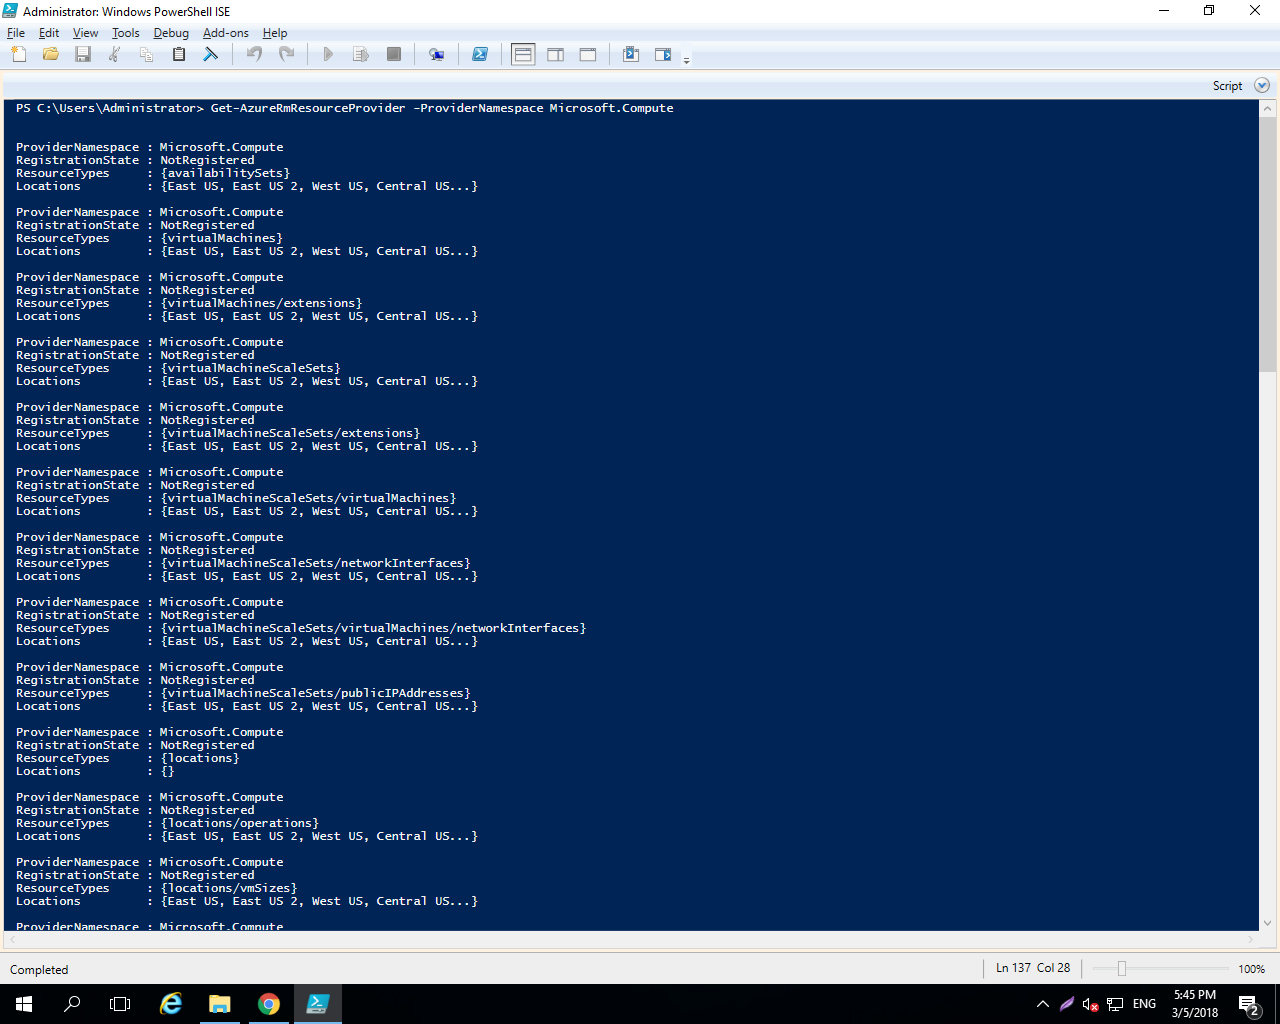 Administrator: Windows PowerShell ISE
File Edit View Tools Debug Add-ons Help
Script
PS C:\Users\Administrator> Get-AzureRmResourceProvider -ProviderNamespace Microsoft.Compute
ProviderNamespace : Microsoft.Compute
RegistrationState : NotRegistered
ResourceTypes : {availabilitySets}
Locations : {East US, East US 2, West US, Central US...}
ProviderNamespace : Microsoft.Compute
RegistrationState : NotRegistered
ResourceTypes : {virtualMachines}
Locations : {East US, East US 2, West US, Central US...}
ProviderNamespace : Microsoft.Compute
RegistrationState : NotRegistered
ResourceTypes : {virtualMachines/extensions}
Locations : {East US, East US 2, West US, Central US...}
ProviderNamespace : Microsoft.Compute
RegistrationState : NotRegistered
ResourceTypes : {virtualMachineScaleSets}
Locations : {East US, East US 2, West US, Central US...}
ProviderNamespace : Microsoft.Compute
RegistrationState : NotRegistered
ResourceTypes : {virtualMachineScaleSets/extensions}
Locations : {East US, East US 2, West US, Central US...}
ProviderNamespace : Microsoft.Compute
RegistrationState : NotRegistered
ResourceTypes : {virtualMachineScaleSets/virtualMachines}
Locations : {East US, East US 2, West US, Central US...}
ProviderNamespace : Microsoft.Compute
RegistrationState : NotRegistered
ResourceTypes : {virtualMachineScaleSets/networkInterfaces}
Locations : {East US, East US 2, West US, Central US...}
ProviderNamespace : Microsoft.Compute
RegistrationState : NotRegistered
ResourceTypes : {virtualMachineScaleSets/virtualMachines/networkInterfaces}
Locations : {East US, East US 2, West US, Central US...}
ProviderNamespace : Microsoft.Compute
RegistrationState : NotRegistered
ResourceTypes : {virtualMachineScaleSets/publicIPAddresses}
Locations : {East US, East US 2, West US, Central US...}
ProviderNamespace : Microsoft.Compute
RegistrationState : NotRegistered
ResourceTypes : {locations}
Locations : {}
ProviderNamespace : Microsoft.Compute
RegistrationState : NotRegistered
ResourceTypes : {locations/operations}
Locations : {East US, East US 2, West US, Central US...}
ProviderNamespace : Microsoft.Compute
RegistrationState : NotRegistered
ResourceTypes : {locations/vmSizes}
Locations : {East US, East US 2, West US, Central US...}
ProviderNamespace : Microsoft.Compute
Completed
Ln 137 Col 28
100%
ENG
5:45 PM
3/5/2018
2